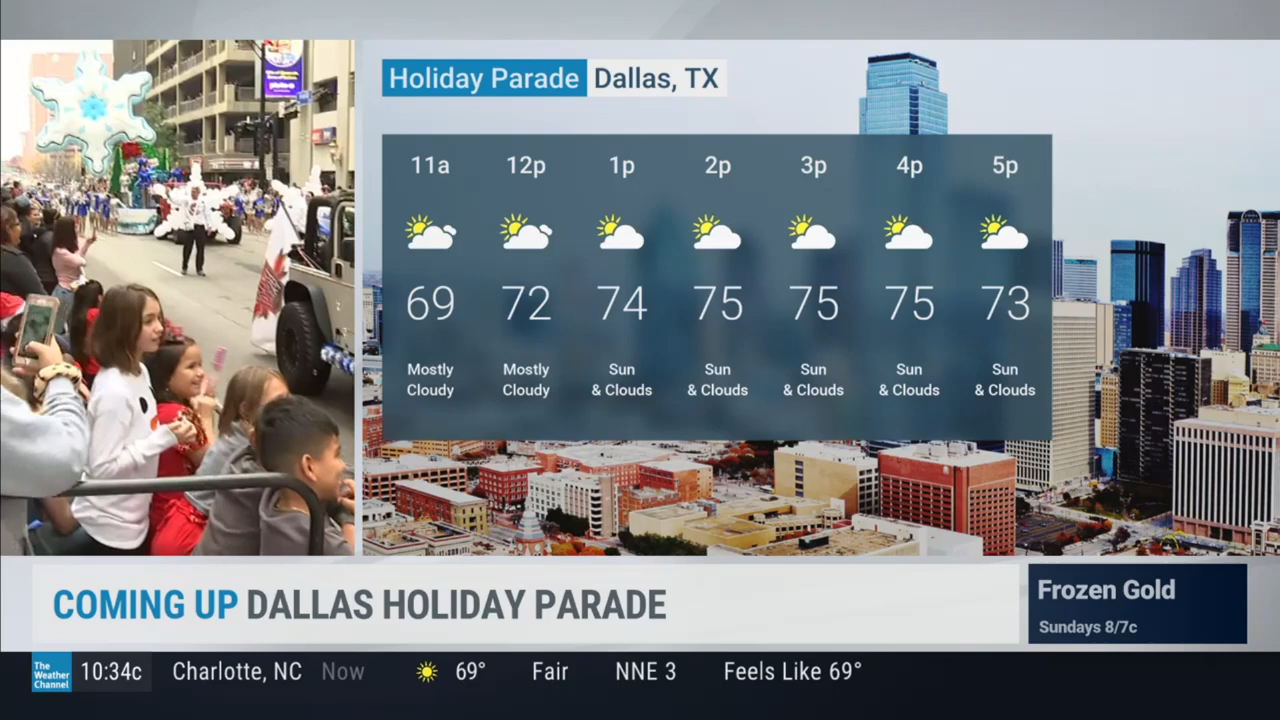 Holiday Parade Dallas, TX
11a 12p 1p 2p 3p 4p 5p
69 72 74 75 75 75 73
Mostly Mostly Sun Sun Sun Sun Sun
Cloudy Cloudy & Clouds & Clouds & Clouds & Clouds & Clouds
COMING UP DALLAS HOLIDAY PARADE
Frozen Gold
Sundays 8/7c
The
Weather
Channel
10:34c Charlotte, NC Now 69° Fair NNE 3 Feels Like 69°